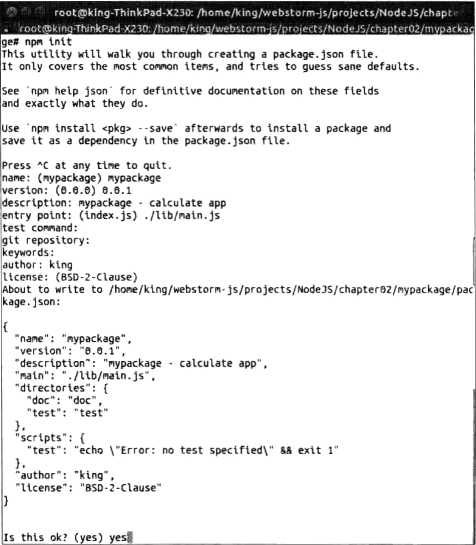 root@king-ThinkPad-X230: /home/king/webstorm-js/projects/NodeJS/chapte
root@king-ThinkPad-X230: /home/king/webstorm-js/projects/NodeJS/chapter02/mypackag
ge# npm init
This utility will walk you through creating a package.json file.
It only covers the most common items, and tries to guess sane defaults.
See `npm help json` for definitive documentation on these fields
and exactly what they do.
Use `npm install <pkg> --save` afterwards to install a package and
save it as a dependency in the package.json file.
Press ^C at any time to quit.
name: (mypackage) mypackage
version: (0.0.0) 0.0.1
description: mypackage - calculate app
entry point: (index.js) ./lib/main.js
test command:
git repository:
keywords:
author: king
license: (BSD-2-Clause)
About to write to /home/king/webstorm-js/projects/NodeJS/chapter02/mypackage/pac
kage.json:
{
  "name": "mypackage",
  "version": "0.0.1",
  "description": "mypackage - calculate app",
  "main": "./lib/main.js",
  "directories": {
    "doc": "doc",
    "test": "test"
  },
  "scripts": {
    "test": "echo \"Error: no test specified\" && exit 1"
  },
  "author": "king",
  "license": "BSD-2-Clause"
}
Is this ok? (yes) yes